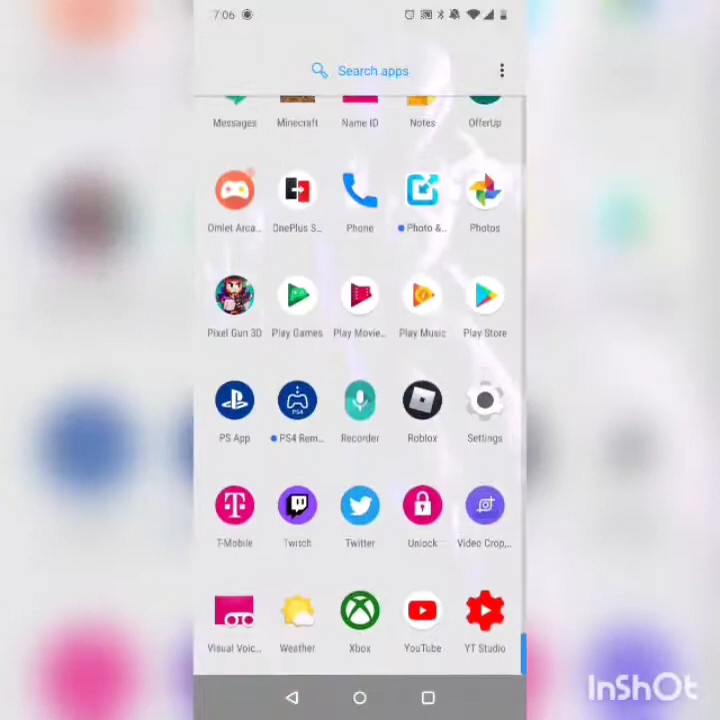 7:06
Search apps
Messages Minecraft Name ID Notes OfferUp
Omlet Arca... OnePlus S... Phone Photo &... Photos
Pixel Gun 3D Play Games Play Movie... Play Music Play Store
PS4
PS App PS4 Rem... Recorder Roblox Settings
T-Mobile Twitch Twitter Unlock Video Crop,...
Visual Voic... Weather Xbox YouTube YT Studio
InShOt